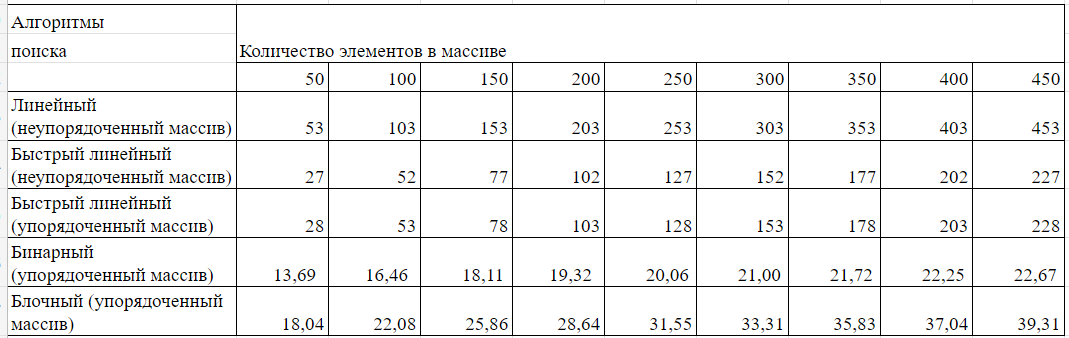 Алгоритмы
поиска Количество элементов в массиве
50 100 150 200 250 300 350 400 450
Линейный
(неупорядоченный массив) 53 103 153 203 253 303 353 403 453
Быстрый линейный
(неупорядоченный массив) 27 52 77 102 127 152 177 202 227
Быстрый линейный
(упорядоченный массив) 28 53 78 103 128 153 178 203 228
Бинарный
(упорядоченный массив) 13,69 16,46 18,11 19,32 20,06 21,00 21,72 22,25 22,67
Блочный (упорядоченный
массив) 18,04 22,08 25,86 28,64 31,55 33,31 35,83 37,04 39,31